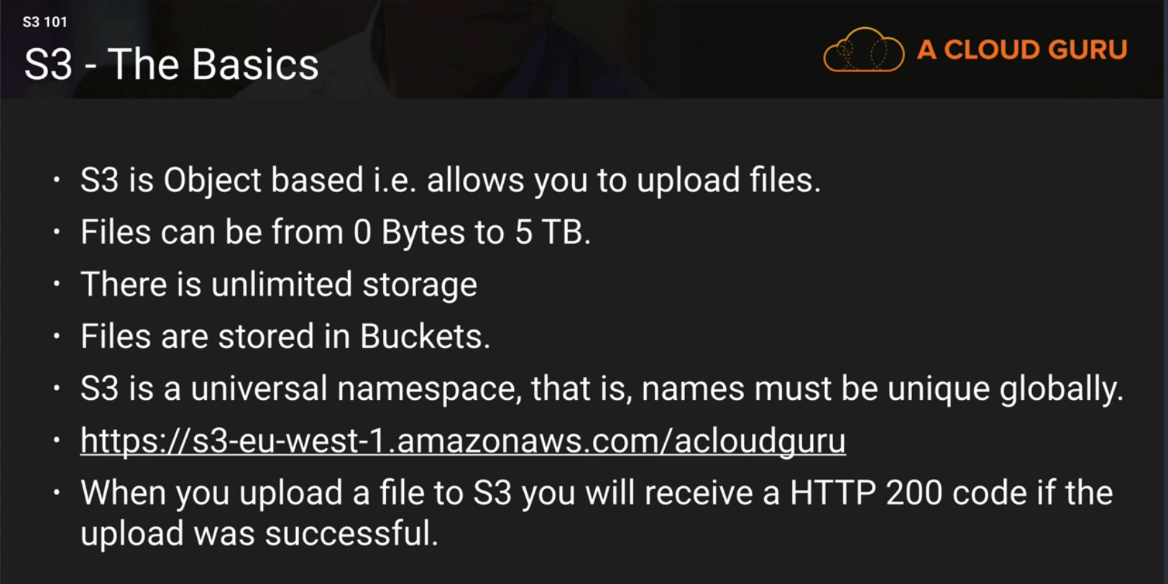 S3 101
S3 - The Basics
A CLOUD GURU
• S3 is Object based i.e. allows you to upload files.
• Files can be from 0 Bytes to 5 TB.
• There is unlimited storage
• Files are stored in Buckets.
• S3 is a universal namespace, that is, names must be unique globally.
• https://s3-eu-west-1.amazonaws.com/acloudguru
• When you upload a file to S3 you will receive a HTTP 200 code if the
upload was successful.